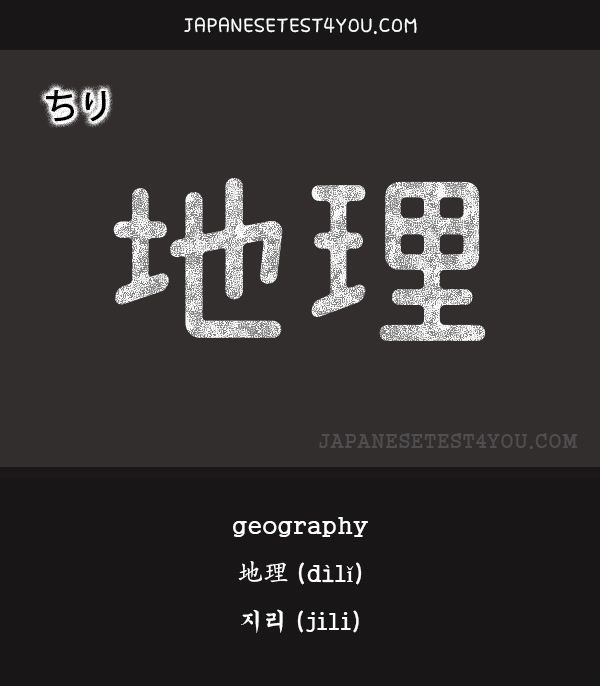 JAPANESETEST4YOU.COM
ちり
地理
JAPANESETEST4YOU.COM
geography
地理 (dìlǐ)
지리 (jili)